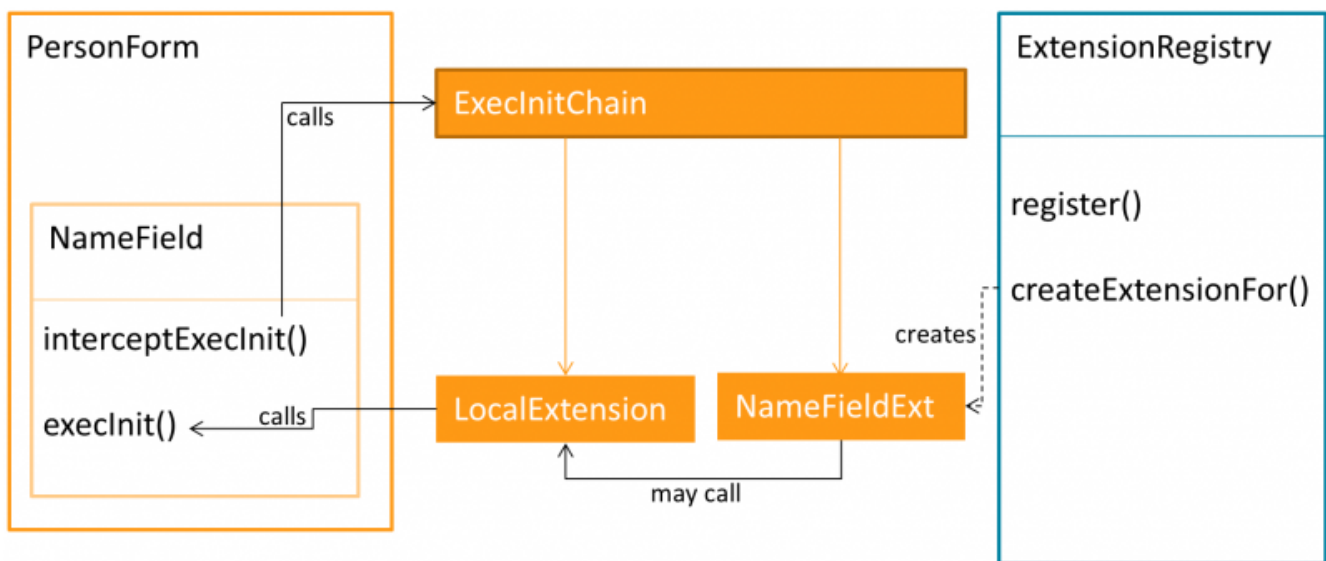 PersonForm
ExecInitChain
calls
NameField
interceptExecInit()
execInit()
calls
LocalExtension
NameFieldExt
may call
ExtensionRegistry
register()
createExtensionFor()
creates